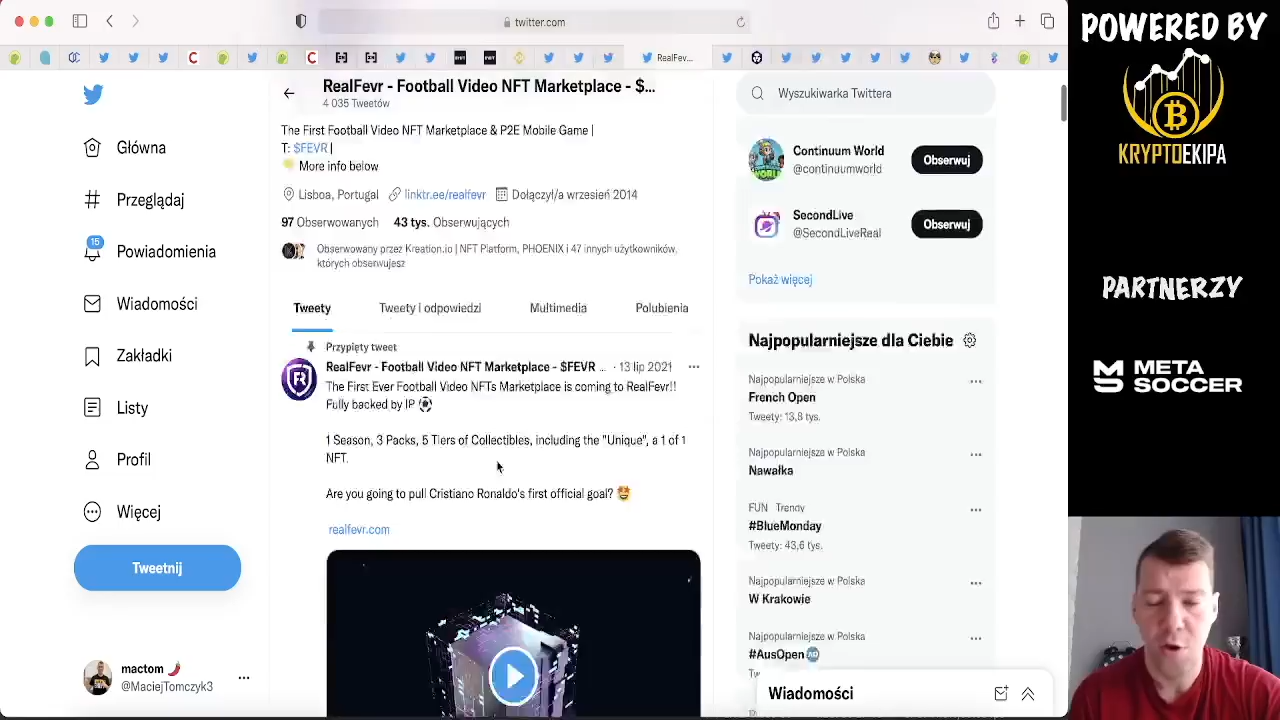 twitter.com
RealFev...
RealFevr - Football Video NFT Marketplace - $...
4 035 Tweetów
The First Football Video NFT Marketplace & P2E Mobile Game |
T: $FEVR |
More info below
Lisboa, Portugal linktr.ee/realfevr Dołączył/a wrzesień 2014
97 Obserwowanych 43 tys. Obserwujących
Obserwowany przez Kreation.io | NFT Platform, PHOENIX i 47 innych użytkowników,
których obserwujesz
Tweety Tweety i odpowiedzi Multimedia Polubienia
Przypięty tweet
RealFevr - Football Video NFT Marketplace - $FEVR ... · 13 lip 2021
The First Ever Football Video NFTs Marketplace is coming to RealFevr!!
Fully backed by IP
1 Season, 3 Packs, 5 Tiers of Collectibles, including the "Unique", a 1 of 1
NFT.
Are you going to pull Cristiano Ronaldo's first official goal?
realfevr.com
Główna
Przeglądaj
15
Powiadomienia
Wiadomości
Zakładki
Listy
Profil
Więcej
Tweetnij
mactom
@MaciejTomczyk3
Wyszukiwarka Twittera
Continuum World
@continuumworld
Obserwuj
SecondLive
@SecondLiveReal
Obserwuj
Pokaż więcej
Najpopularniejsze dla Ciebie
Najpopularniejsze w Polska
French Open
Tweety: 13,8 tys.
Najpopularniejsze w Polska
Nawałka
FUN Trendy
#BlueMonday
Tweety: 43,6 tys.
Najpopularniejsze w Polska
W Krakowie
Najpopularniejsze w Polska
#AusOpen
Wiadomości
POWERED BY
KRYPTOEKIPA
PARTNERZY
META
SOCCER